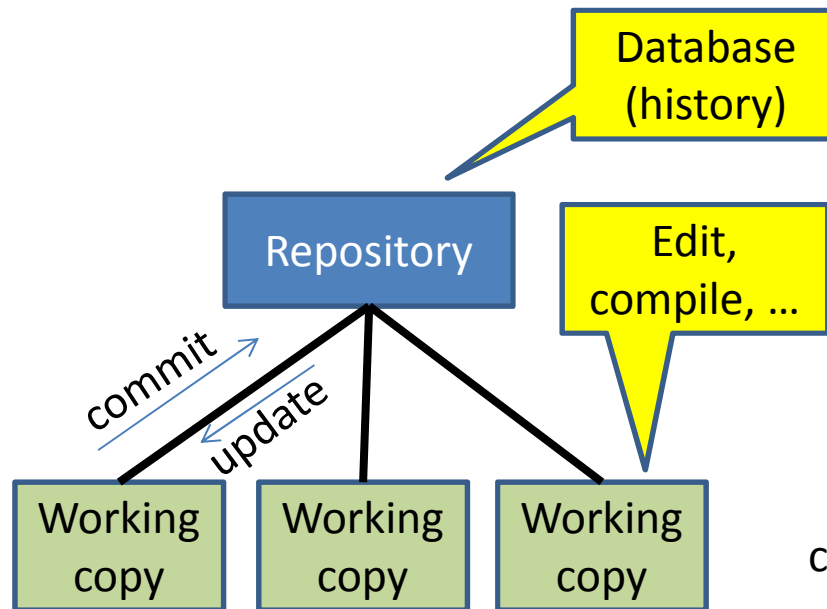 Database
(history)
Repository
Edit,
compile, …
commit
update
Working
copy
Working
copy
Working
copy
c